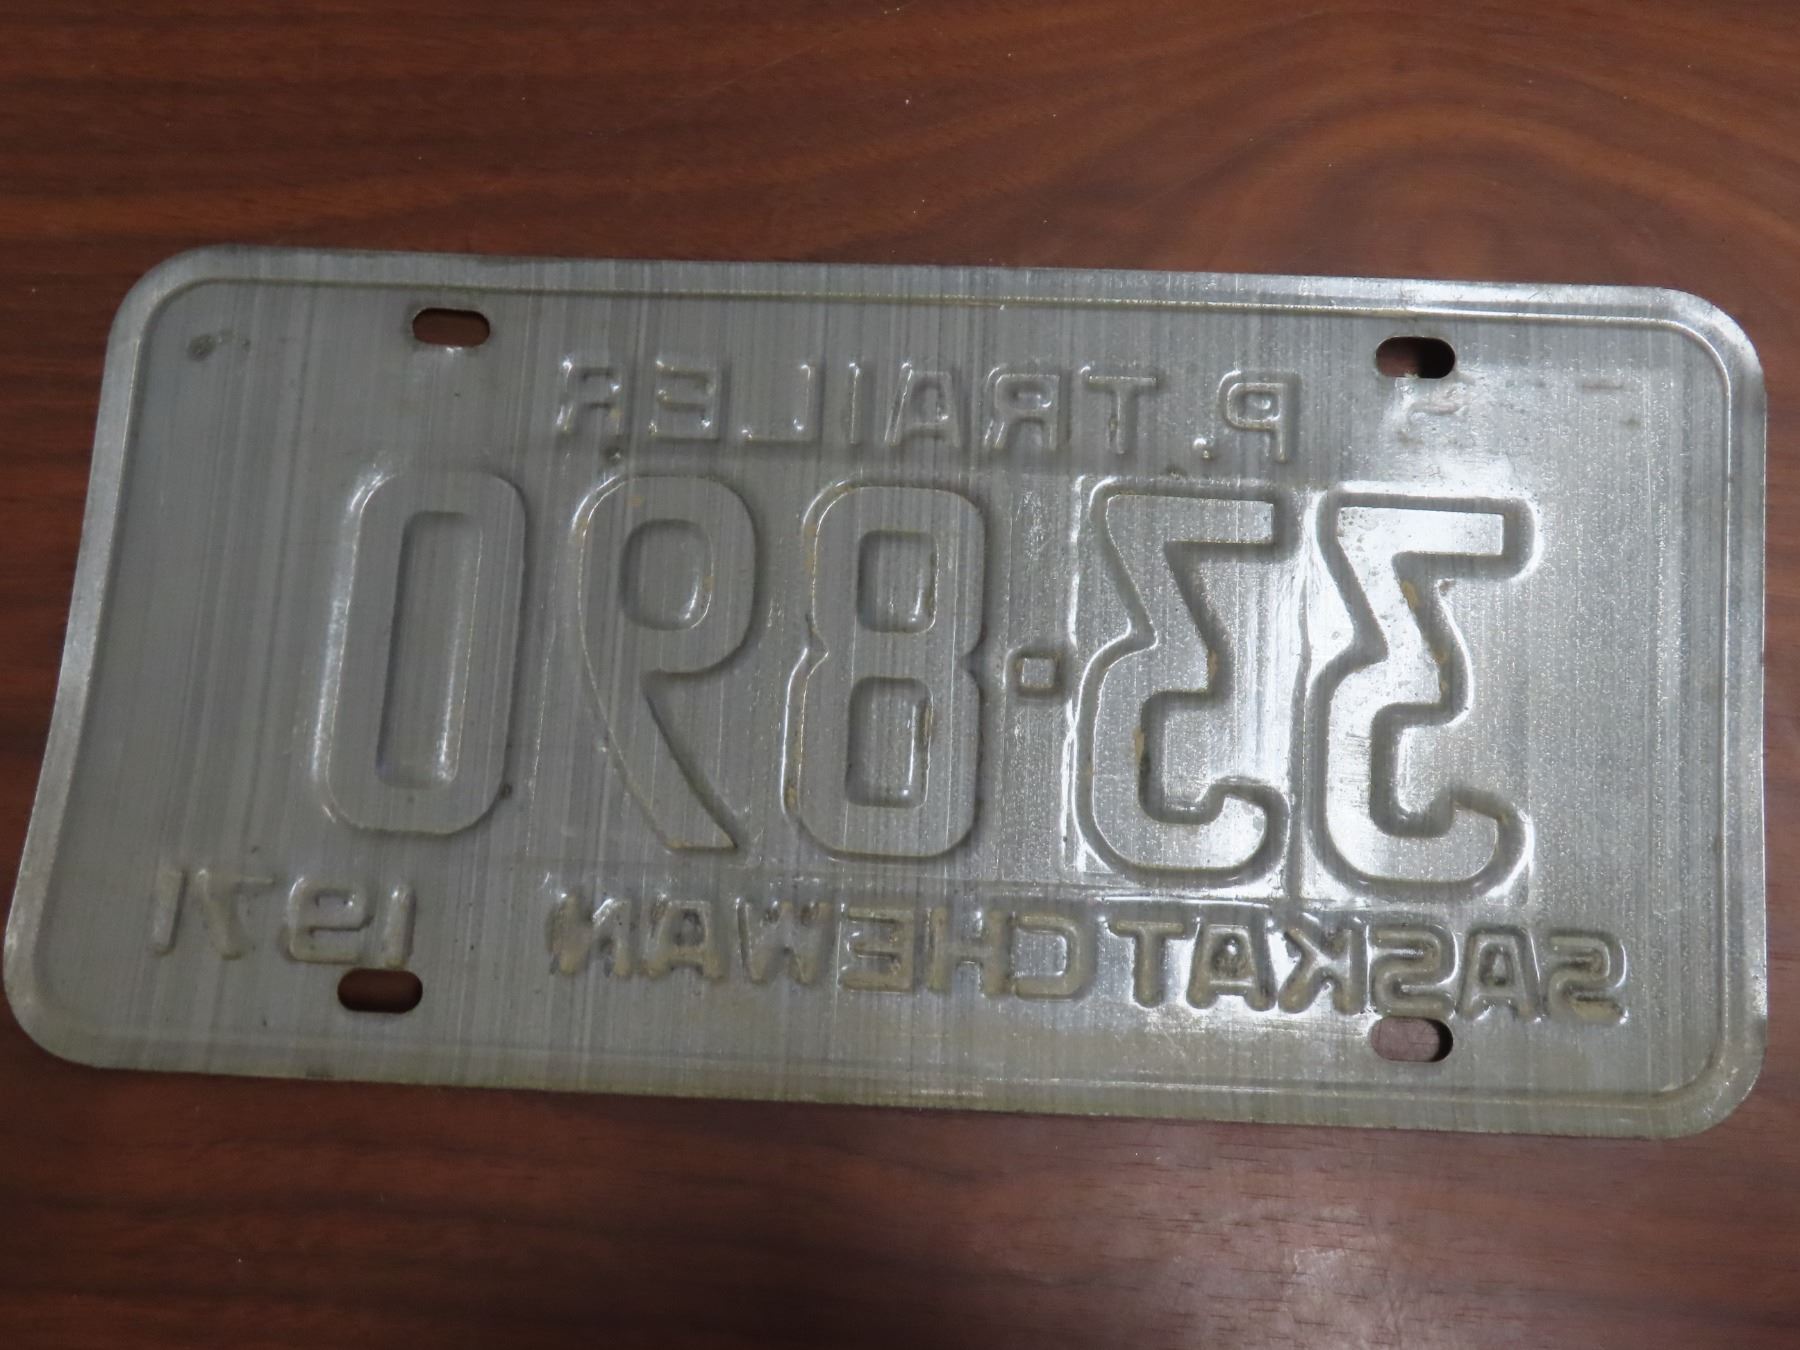 P. TRAILER
33·890
SASKATCHEWAN 1971